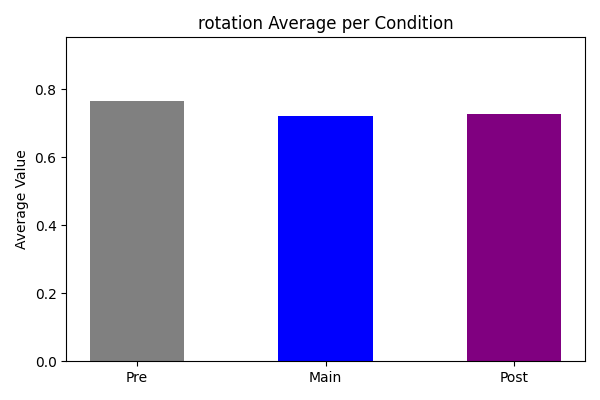 rotation Average per Condition
Average Value
0.8
0.6
0.4
0.2
0.0
Pre
Main
Post